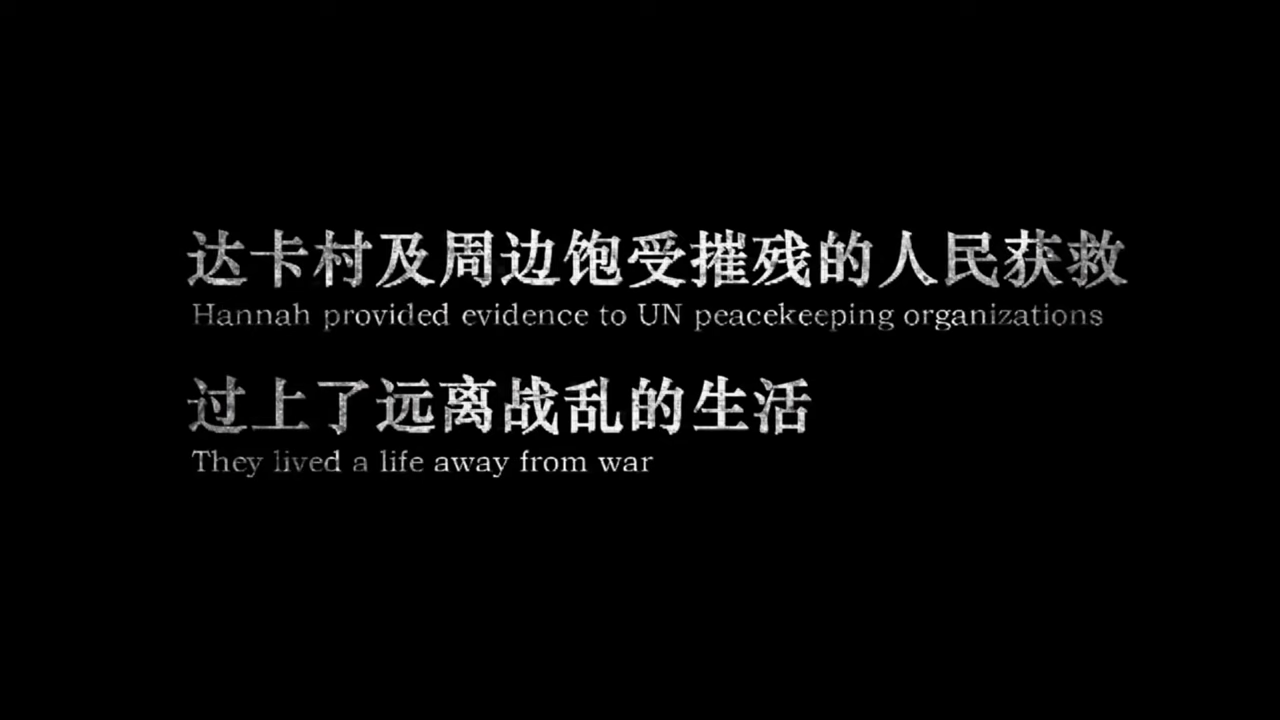 达卡村及周边饱受摧残的人民获救
Hannah provided evidence to UN peacekeeping organizations
过上了远离战乱的生活
They lived a life away from war